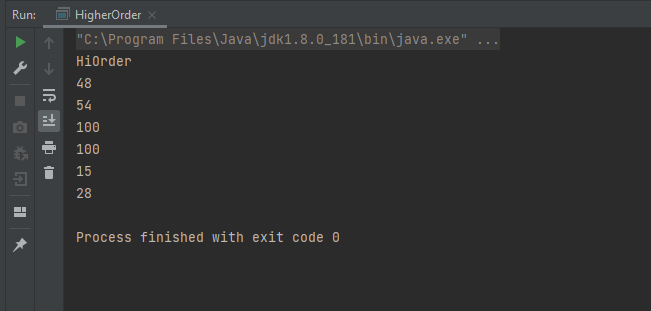 Run: HigherOrder
"C:\Program Files\Java\jdk1.8.0_181\bin\java.exe" ...
HiOrder
48
54
100
100
15
28
Process finished with exit code 0